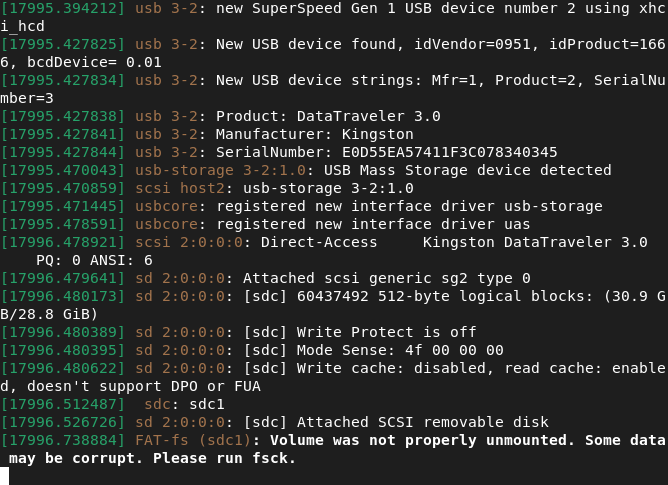 [17995.394212] usb 3-2: new SuperSpeed Gen 1 USB device number 2 using xhc
i_hcd
[17995.427825] usb 3-2: New USB device found, idVendor=0951, idProduct=166
6, bcdDevice= 0.01
[17995.427834] usb 3-2: New USB device strings: Mfr=1, Product=2, SerialNu
mber=3
[17995.427838] usb 3-2: Product: DataTraveler 3.0
[17995.427841] usb 3-2: Manufacturer: Kingston
[17995.427844] usb 3-2: SerialNumber: E0D55EA57411F3C078340345
[17995.470043] usb-storage 3-2:1.0: USB Mass Storage device detected
[17995.470859] scsi host2: usb-storage 3-2:1.0
[17995.471445] usbcore: registered new interface driver usb-storage
[17995.478591] usbcore: registered new interface driver uas
[17996.478921] scsi 2:0:0:0: Direct-Access     Kingston DataTraveler 3.0
    PQ: 0 ANSI: 6
[17996.479641] sd 2:0:0:0: Attached scsi generic sg2 type 0
[17996.480173] sd 2:0:0:0: [sdc] 60437492 512-byte logical blocks: (30.9 G
B/28.8 GiB)
[17996.480389] sd 2:0:0:0: [sdc] Write Protect is off
[17996.480395] sd 2:0:0:0: [sdc] Mode Sense: 4f 00 00 00
[17996.480622] sd 2:0:0:0: [sdc] Write cache: disabled, read cache: enable
d, doesn't support DPO or FUA
[17996.512487]  sdc: sdc1
[17996.526726] sd 2:0:0:0: [sdc] Attached SCSI removable disk
[17996.738884] FAT-fs (sdc1): Volume was not properly unmounted. Some data
 may be corrupt. Please run fsck.